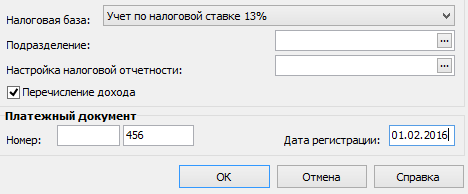 Налоговая база: Учет по налоговой ставке 13%
Подразделение: ...
Настройка налоговой отчетности: ...
Перечисление дохода
Платежный документ
Номер: 456 Дата регистрации: 01.02.2016
ОК Отмена Справка